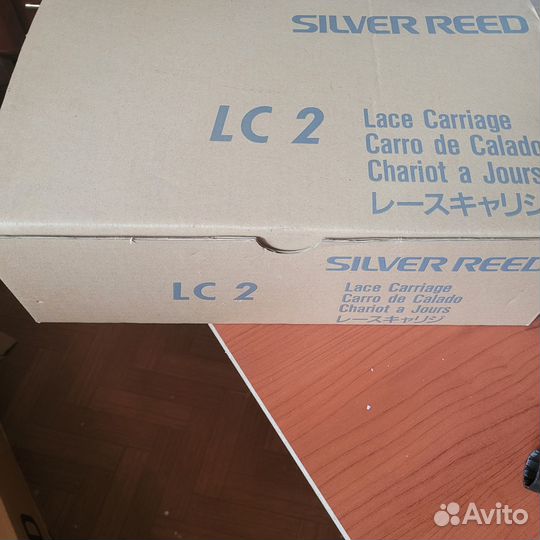 SILVER REED
LC 2
Lace Carriage
Carro de Calado
Chariot a Jours
レースキャリジ
SILVER REED
LC 2
Lace Carriage
Carro de Calado
Chariot a Jours
レースキャリジ
Avito